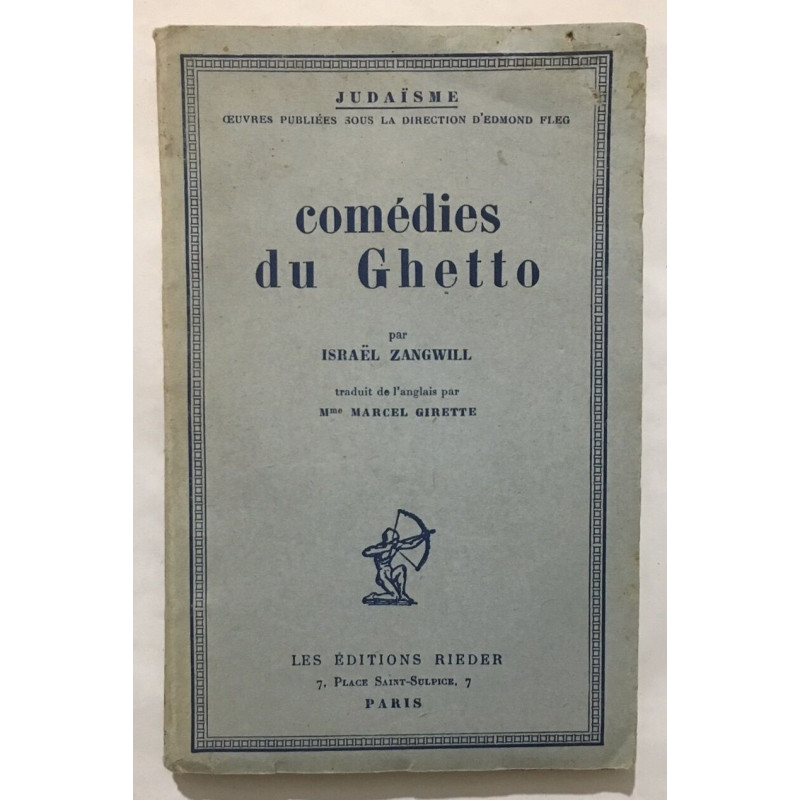 JUDAÏSME
ŒUVRES PUBLIÉES SOUS LA DIRECTION D'EDMOND FLEG
comédies
du Ghetto
par
ISRAËL ZANGWILL
traduit de l'anglais par
Mme MARCEL GIRETTE
LES ÉDITIONS RIEDER
7, PLACE SAINT-SULPICE, 7
PARIS